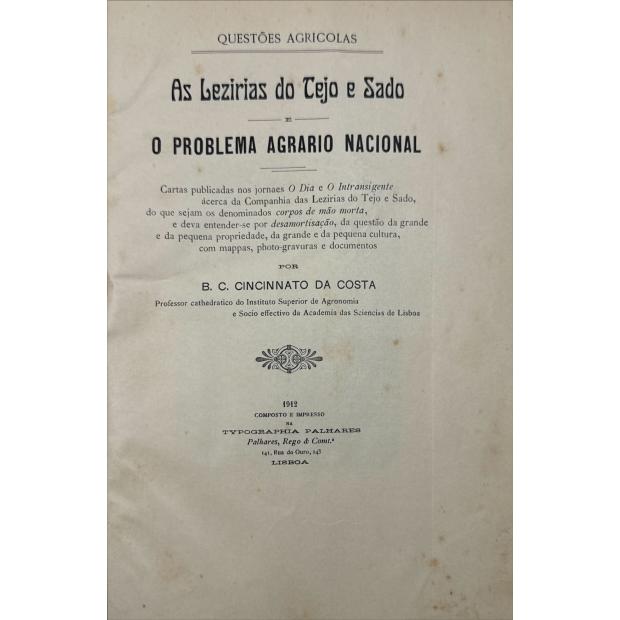 QUESTÕES AGRICOLAS
As Lezirias do Tejo e Sado
E
O PROBLEMA AGRARIO NACIONAL
Cartas publicadas nos jornaes O Dia e O Intransigente
ácerca da Companhia das Lezirias do Tejo e Sado,
do que sejam os denominados corpos de mão morta,
e deva entender-se por desamortisação, da questão da grande
e da pequena propriedade, da grande e da pequena cultura,
com mappas, photo-gravuras e documentos
POR
B. C. CINCINNATO DA COSTA
Professor cathedratico do Instituto Superior de Agronomia
e Socio effectivo da Academia das Sciencias de Lisboa
1912
COMPOSTO E IMPRESSO
NA
TYPOGRAPHIA PALHARES
Palhares, Rego & Comt.ª
141, Rua do Ouro, 143
LISBOA